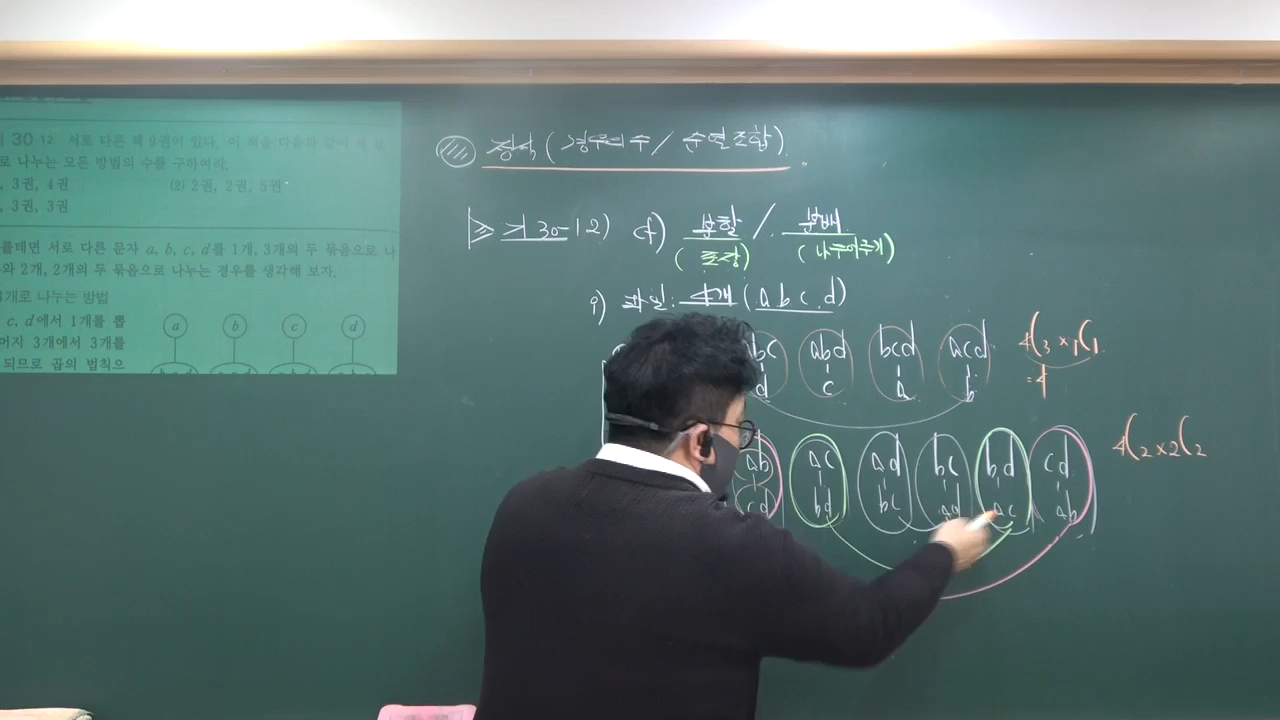 30 12 서로 다른 책 9권이 있다. 이 책을 다음과 같이
로 나누는 모든 방법의 수를 구하여라.
, 3권, 4권 (2) 2권, 2권, 5권
, 3권, 3권
서로 다른 문자 a, b, c, d를 1개, 3개의 두 묶음으로 나
와 2개, 2개의 두 묶음으로 나누는 경우를 생각해 보자.
개로 나누는 방법
c, d에서 1개를 뽑
머지 3개에서 3개를
되므로 곱의 법칙으
a b c d
정석 (경우의 수 / 순열조합)
30-12) cf) 분할 / 분배
(포장) (나누어주기)
i) 과일: 4개 (a b c d)
bc abd bcd acd 4C3 × 1C1
d c a b = 4
ab ac ad bc bd cd 4C2 × 2C2
cd bd bc ad ac ab